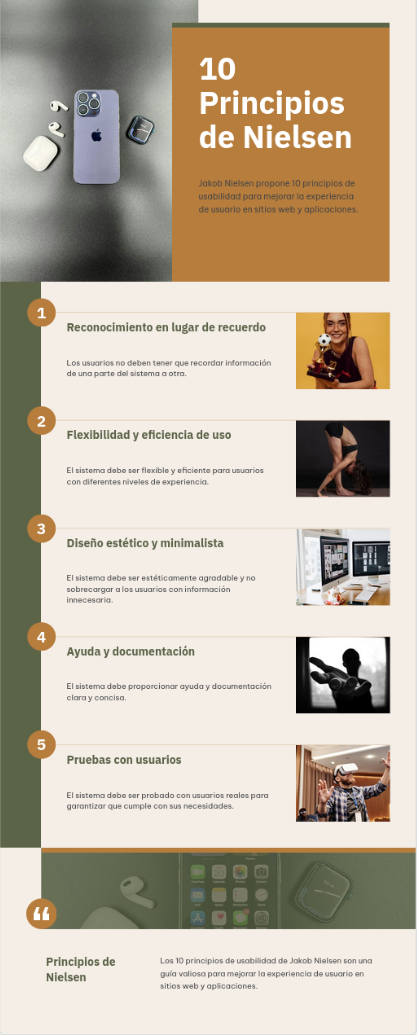 10
Principios
de Nielsen
Jakob Nielsen propone 10 principios de
usabilidad para mejorar la experiencia
de usuario en sitios web y aplicaciones.
1
Reconocimiento en lugar de recuerdo
Los usuarios no deben tener que recordar información
de una parte del sistema a otra.
2
Flexibilidad y eficiencia de uso
El sistema debe ser flexible y eficiente para usuarios
con diferentes niveles de experiencia.
3
Diseño estético y minimalista
El sistema debe ser estéticamente agradable y no
sobrecargar a los usuarios con información
innecesaria.
4
Ayuda y documentación
El sistema debe proporcionar ayuda y documentación
clara y concisa.
5
Pruebas con usuarios
El sistema debe ser probado con usuarios reales para
garantizar que cumple con sus necesidades.
“
Principios de
Nielsen
Los 10 principios de usabilidad de Jakob Nielsen son una
guía valiosa para mejorar la experiencia de usuario en
sitios web y aplicaciones.